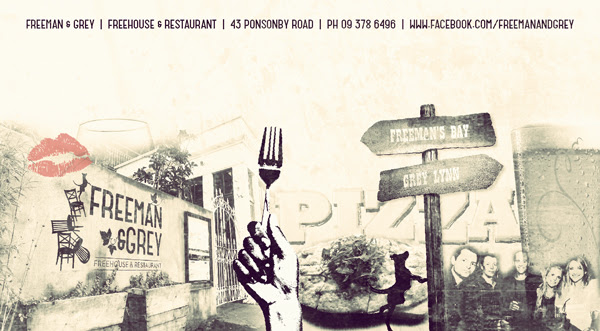 FREEMAN & GREY | FREEHOUSE & RESTAURANT | 43 PONSONBY ROAD | PH 09 378 6496 | WWW.FACEBOOK.COM/FREEMANANDGREY
FREEMAN'S BAY
GREY LYNN
PIZZA
FREEMAN
&GREY
FREEHOUSE & RESTAURANT